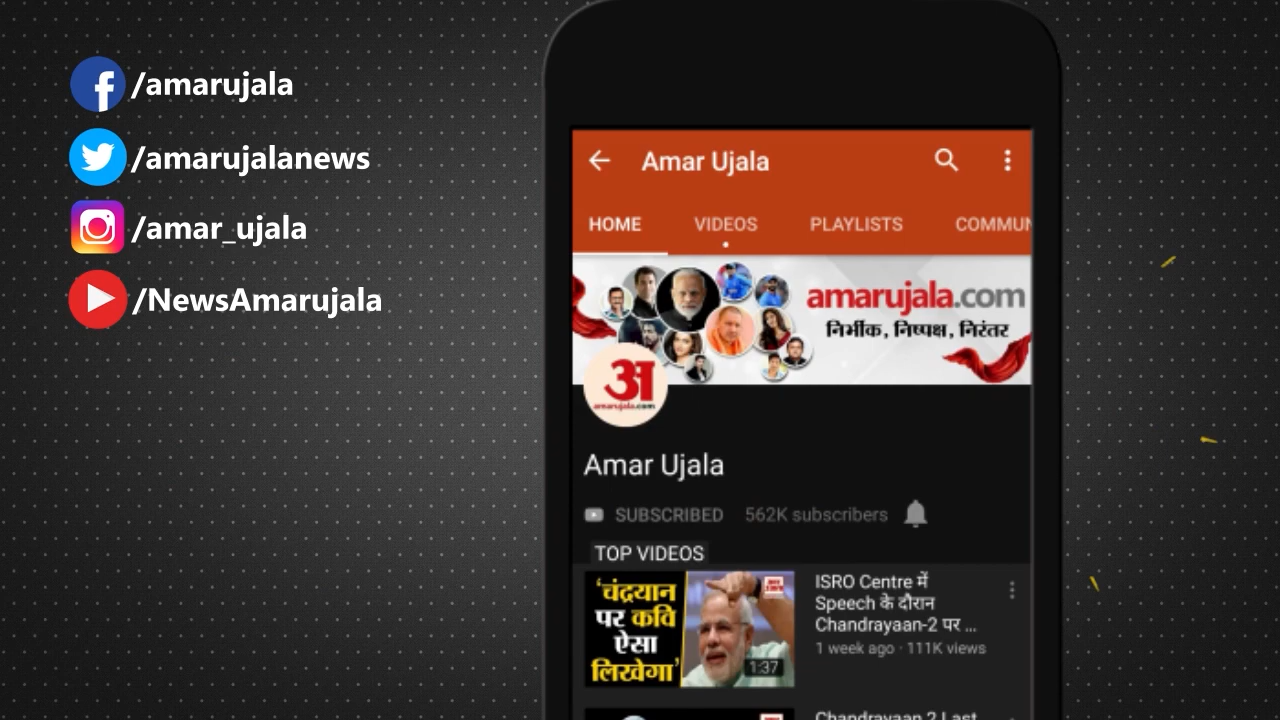 /amarujala
/amarujalanews
/amar_ujala
/NewsAmarujala
Amar Ujala
HOME VIDEOS PLAYLISTS COMMUN
amarujala.com
निर्भीक, निष्पक्ष, निरंतर
अ
amarujala.com
Amar Ujala
SUBSCRIBED 562K subscribers
TOP VIDEOS
'चंद्रयान
पर कवि
ऐसा
लिखेगा'
1:37
ISRO Centre में
Speech के दौरान
Chandrayaan-2 पर ...
1 week ago · 111K views
Chandrayaan 2 Last